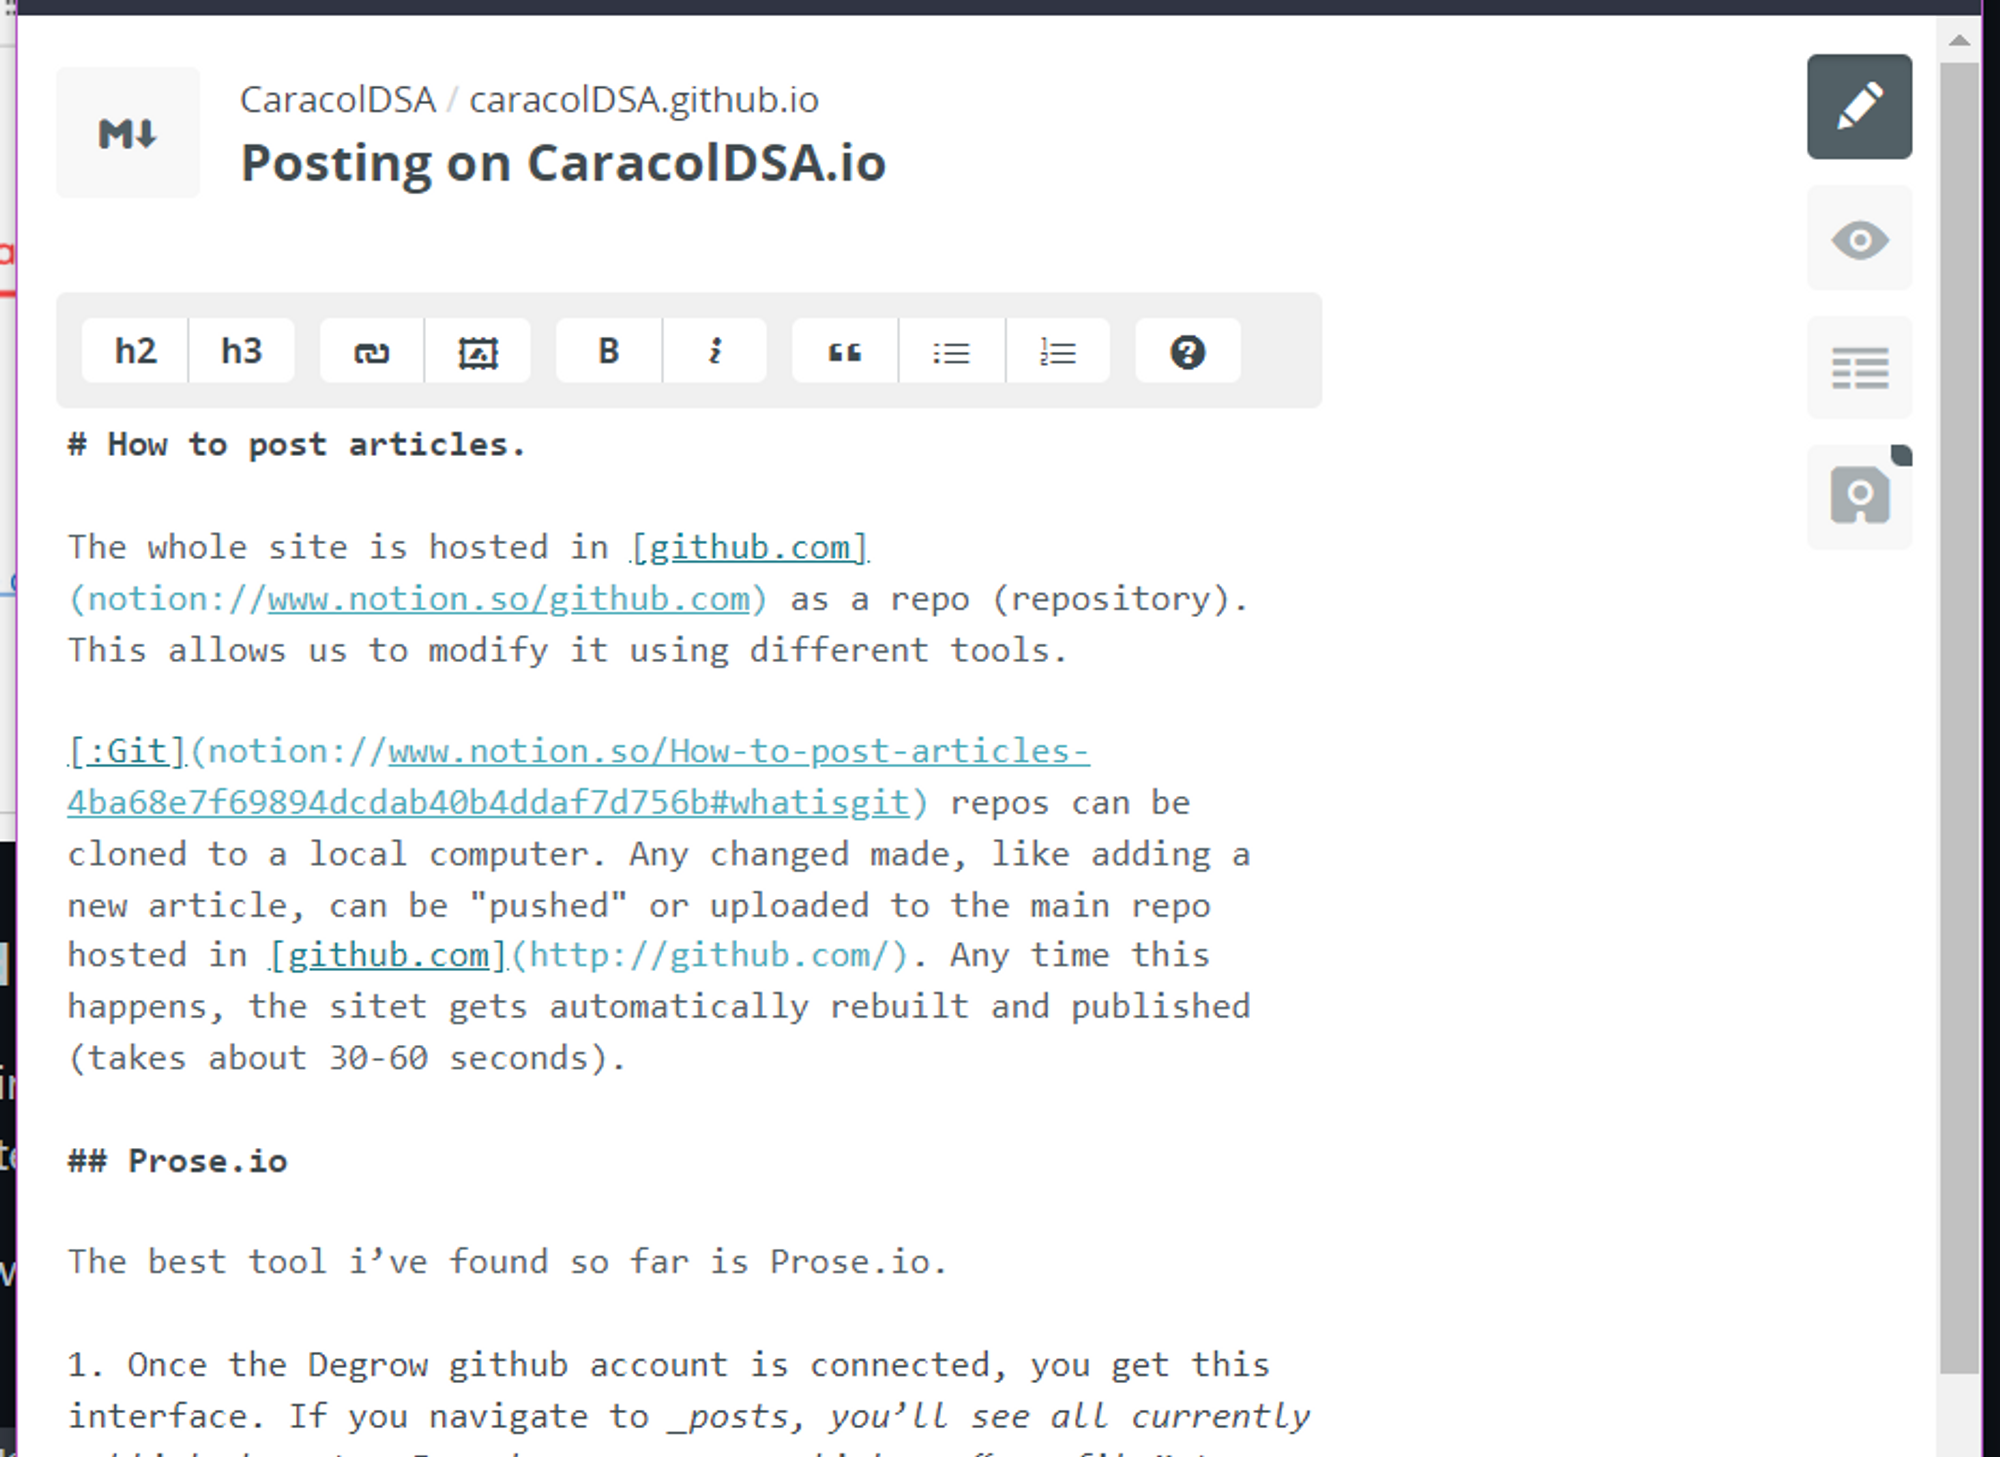 CaracolDSA / caracolDSA.github.io
Posting on CaracolDSA.io
h2 h3 B i
# How to post articles.
The whole site is hosted in [github.com]
(notion://www.notion.so/github.com) as a repo (repository).
This allows us to modify it using different tools.
[:Git](notion://www.notion.so/How-to-post-articles-
4ba68e7f69894dcdab40b4ddaf7d756b#whatisgit) repos can be
cloned to a local computer. Any changed made, like adding a
new article, can be "pushed" or uploaded to the main repo
hosted in [github.com](http://github.com/). Any time this
happens, the sitet gets automatically rebuilt and published
(takes about 30-60 seconds).
## Prose.io
The best tool i’ve found so far is Prose.io.
1. Once the Degrow github account is connected, you get this
interface. If you navigate to _posts, you’ll see all currently